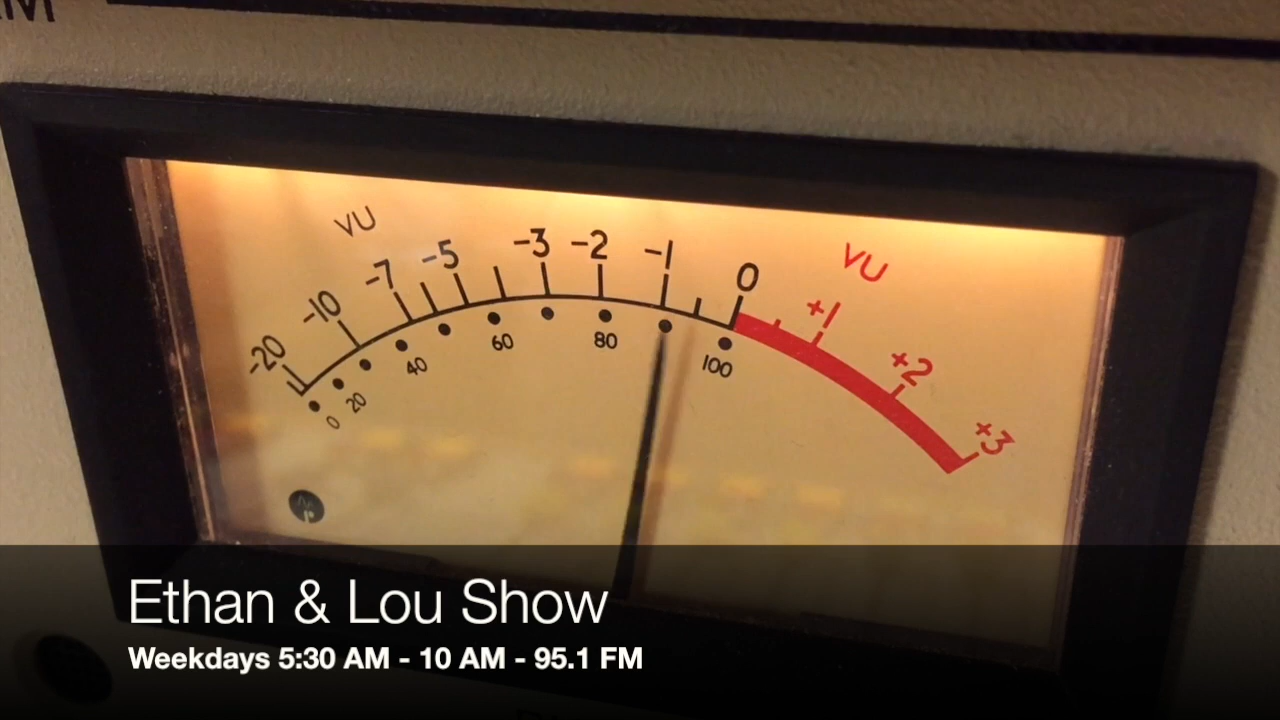 VU
VU
-20 -10 -7 -5 -3 -2 -1 0 +1 +2 +3
0 20 40 60 80 100
Ethan & Lou Show
Weekdays 5:30 AM - 10 AM - 95.1 FM